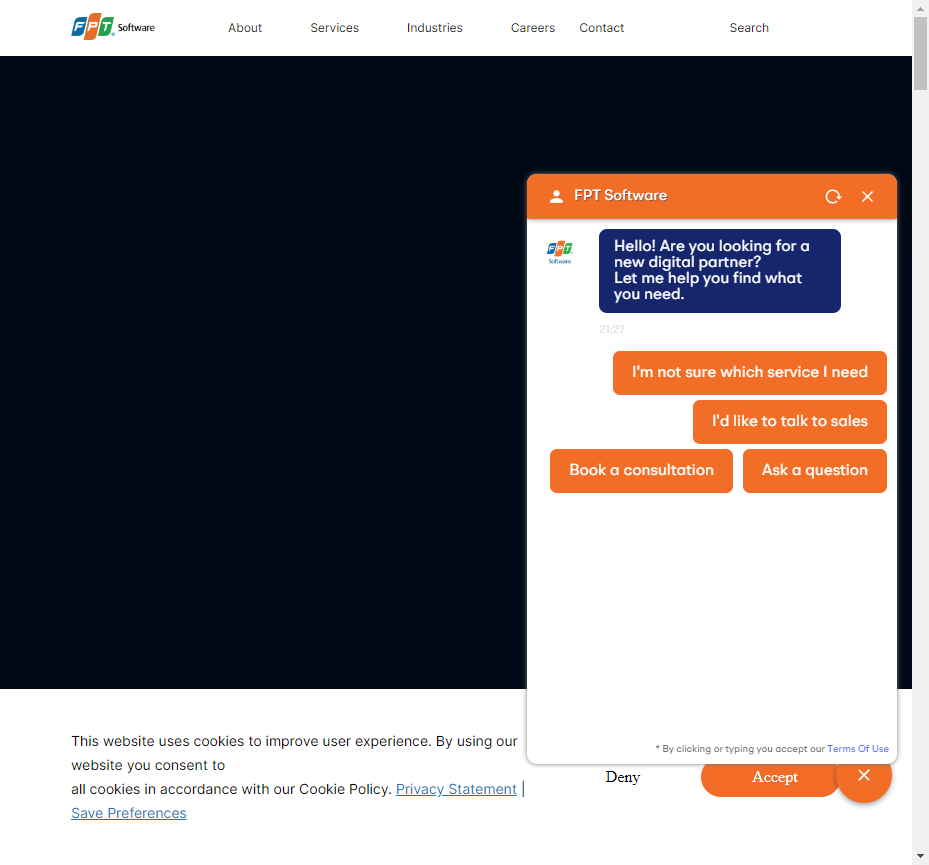 FPT Software
About
Services
Industries
Careers
Contact
Search
FPT Software
FPT Software
Hello! Are you looking for a
new digital partner?
Let me help you find what
you need.
21:27
I'm not sure which service I need
I'd like to talk to sales
Book a consultation
Ask a question
* By clicking or typing you accept our Terms Of Use
This website uses cookies to improve user experience. By using our
website you consent to
all cookies in accordance with our Cookie Policy. Privacy Statement |
Save Preferences
Deny
Accept